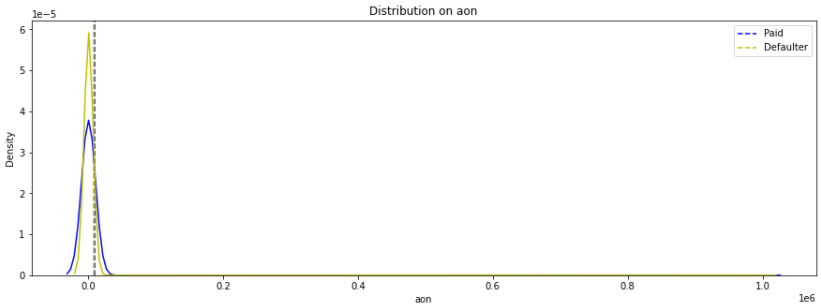 Distribution on aon
1e−5
Paid
Defaulter
6
5
4
3
2
1
0
Density
0.0 0.2 0.4 0.6 0.8 1.0
1e6
aon